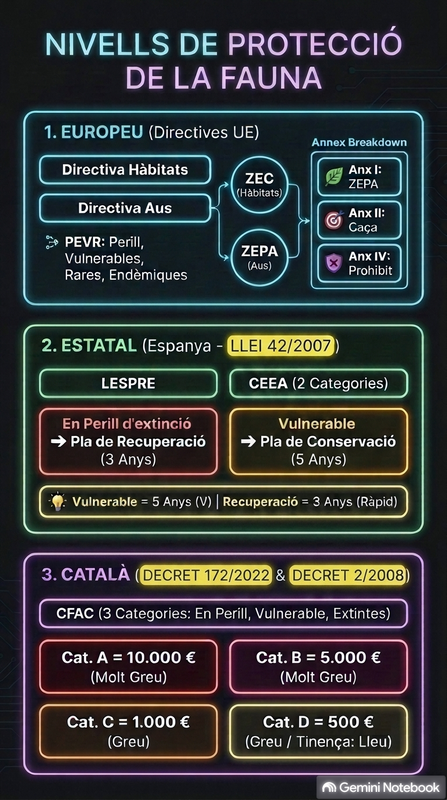 NIVELLS DE PROTECCIÓ
DE LA FAUNA
1. EUROPEU (Directives UE)
Directiva Hàbitats
Directiva Aus
PEVR: Perill,
Vulnerables,
Rares, Endèmiques
ZEC
(Hàbitats)
ZEPA
(Aus)
Annex Breakdown
Anx I:
ZEPA
Anx II:
Caça
Anx IV:
Prohibit
2. ESTATAL (Espanya - LLEI 42/2007)
LESPRE
CEEA (2 Categories)
En Perill d'extinció
➔ Pla de Recuperació
(3 Anys)
Vulnerable
➔ Pla de Conservació
(5 Anys)
Vulnerable = 5 Anys (V) | Recuperació = 3 Anys (Ràpid)
3. CATALÀ (DECRET 172/2022 & DECRET 2/2008)
CFAC (3 Categories: En Perill, Vulnerable, Extintes)
Cat. A = 10.000 €
(Molt Greu)
Cat. B = 5.000 €
(Molt Greu)
Cat. C = 1.000 €
(Greu)
Cat. D = 500 €
(Greu / Tinença: Lleu)
Gemini Notebook